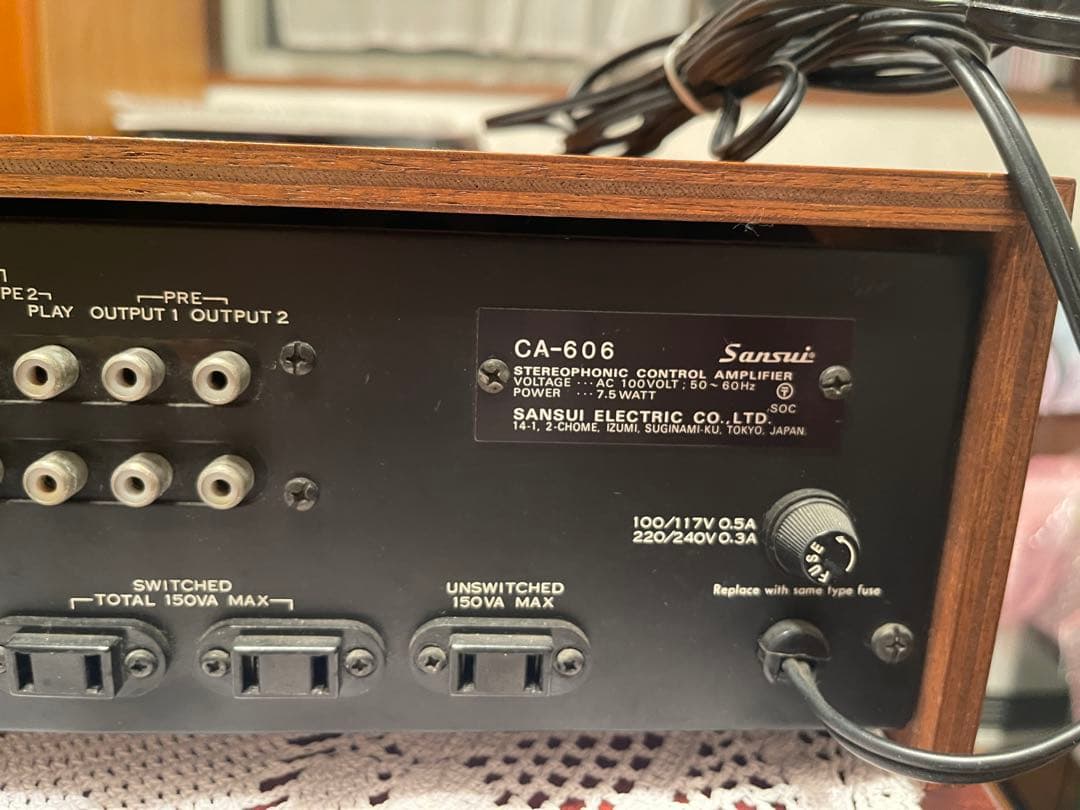 PE 2
PRE
PLAY OUTPUT 1 OUTPUT 2
CA-606 Sansui
STEREOPHONIC CONTROL AMPLIFIER
VOLTAGE ··· AC 100VOLT : 50~60Hz
POWER ··· 7.5 WATT
T
SOC
SANSUI ELECTRIC CO.,LTD.
14-1, 2-CHOME, IZUMI, SUGINAMI-KU, TOKYO, JAPAN.
100/117V 0.5A
220/240V 0.3A
FUSE
Replace with same type fuse
SWITCHED
TOTAL 150VA MAX
UNSWITCHED
150VA MAX